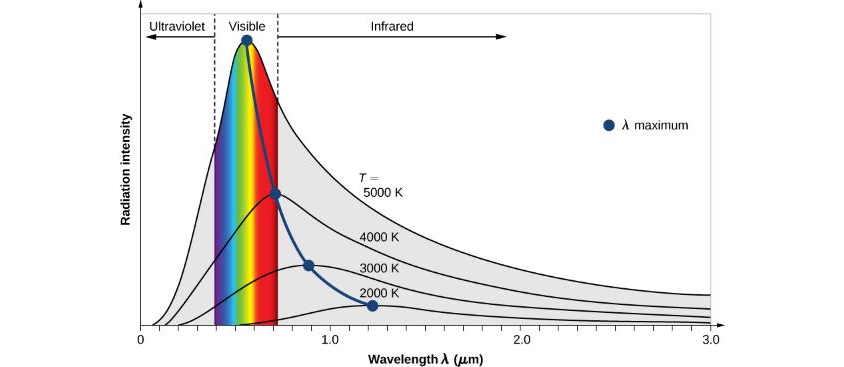 Ultraviolet
Visible
Infrared
λ maximum
T =
5000 K
4000 K
3000 K
2000 K
Radiation intensity
0
1.0
2.0
3.0
Wavelength λ (μm)